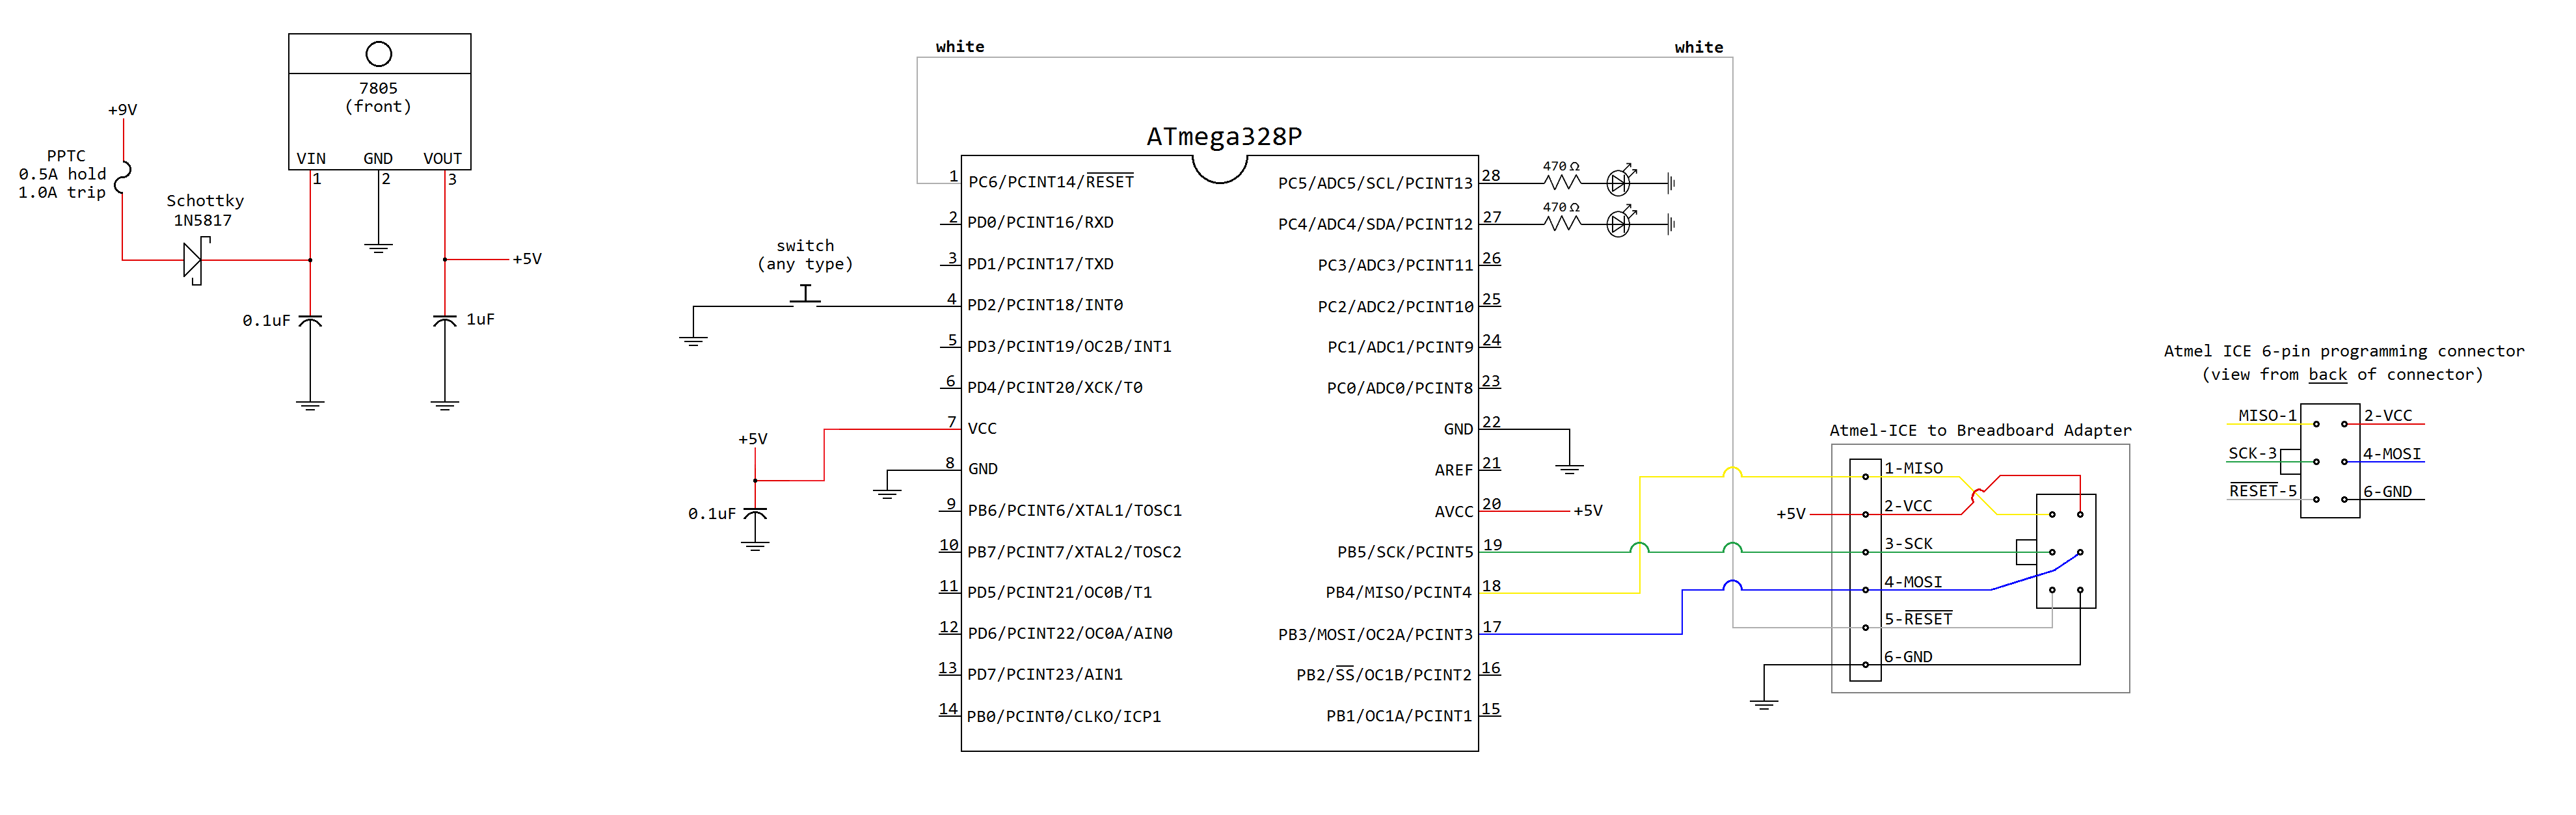 +9V
PPTC
0.5A hold
1.0A trip
Schottky
1N5817
7805
(front)
VIN
GND
VOUT
1
2
3
+5V
0.1uF
1uF
white
white
ATmega328P
switch
(any type)
+5V
0.1uF
1 PC6/PCINT14/RESET
2 PD0/PCINT16/RXD
3 PD1/PCINT17/TXD
4 PD2/PCINT18/INT0
5 PD3/PCINT19/OC2B/INT1
6 PD4/PCINT20/XCK/T0
7 VCC
8 GND
9 PB6/PCINT6/XTAL1/TOSC1
10 PB7/PCINT7/XTAL2/TOSC2
11 PD5/PCINT21/OC0B/T1
12 PD6/PCINT22/OC0A/AIN0
13 PD7/PCINT23/AIN1
14 PB0/PCINT0/CLKO/ICP1
PC5/ADC5/SCL/PCINT13 28
470 Ω
PC4/ADC4/SDA/PCINT12 27
470 Ω
PC3/ADC3/PCINT11 26
PC2/ADC2/PCINT10 25
PC1/ADC1/PCINT9 24
PC0/ADC0/PCINT8 23
GND 22
AREF 21
AVCC 20 +5V
PB5/SCK/PCINT5 19
PB4/MISO/PCINT4 18
PB3/MOSI/OC2A/PCINT3 17
PB2/SS/OC1B/PCINT2 16
PB1/OC1A/PCINT1 15
Atmel-ICE to Breadboard Adapter
1-MISO
+5V
2-VCC
3-SCK
4-MOSI
5-RESET
6-GND
Atmel ICE 6-pin programming connector
(view from back of connector)
MISO-1
2-VCC
SCK-3
4-MOSI
RESET-5
6-GND